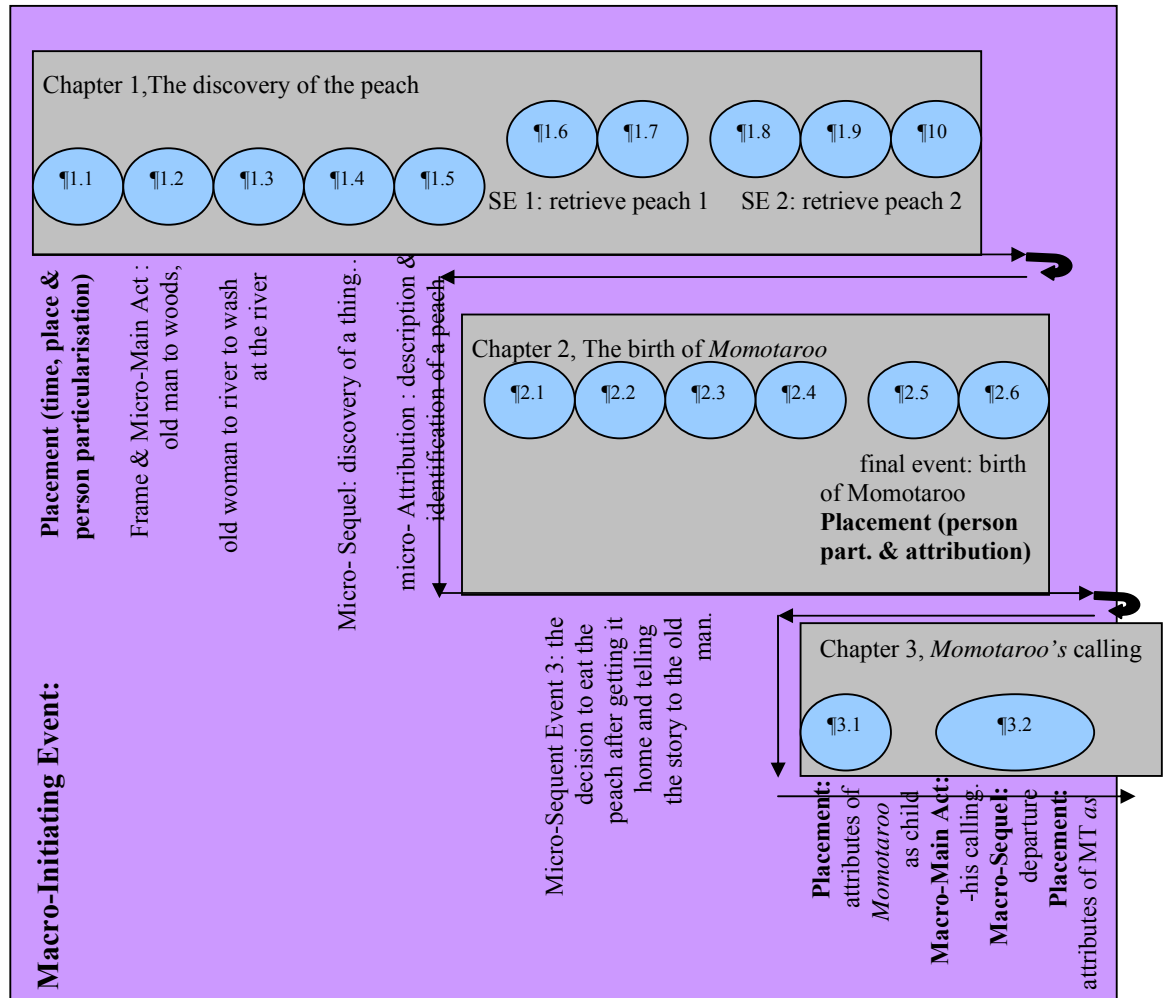 Chapter 1,The discovery of the peach
¶1.1
¶1.2
¶1.3
¶1.4
¶1.5
¶1.6
¶1.7
¶1.8
¶1.9
¶10
SE 1: retrieve peach 1
SE 2: retrieve peach 2
Placement (time, place &
person particularisation)
Frame & Micro-Main Act :
old man to woods,
old woman to river to wash
at the river
Micro- Sequel: discovery of a thing…
micro- Attribution : description &
identification of a peach
Chapter 2, The birth of Momotaroo
¶2.1
¶2.2
¶2.3
¶2.4
¶2.5
¶2.6
final event: birth
of Momotaroo
Placement (person
part. & attribution)
Micro-Sequent Event 3: the
decision to eat the
peach after getting it
home and telling
the story to the old
man.
Chapter 3, Momotaroo’s calling
¶3.1
¶3.2
Placement:
attributes of
Momotaroo
as child
Macro-Main Act:
-his calling.
Macro-Sequel:
departure
Placement:
attributes of MT as
Macro-Initiating Event: